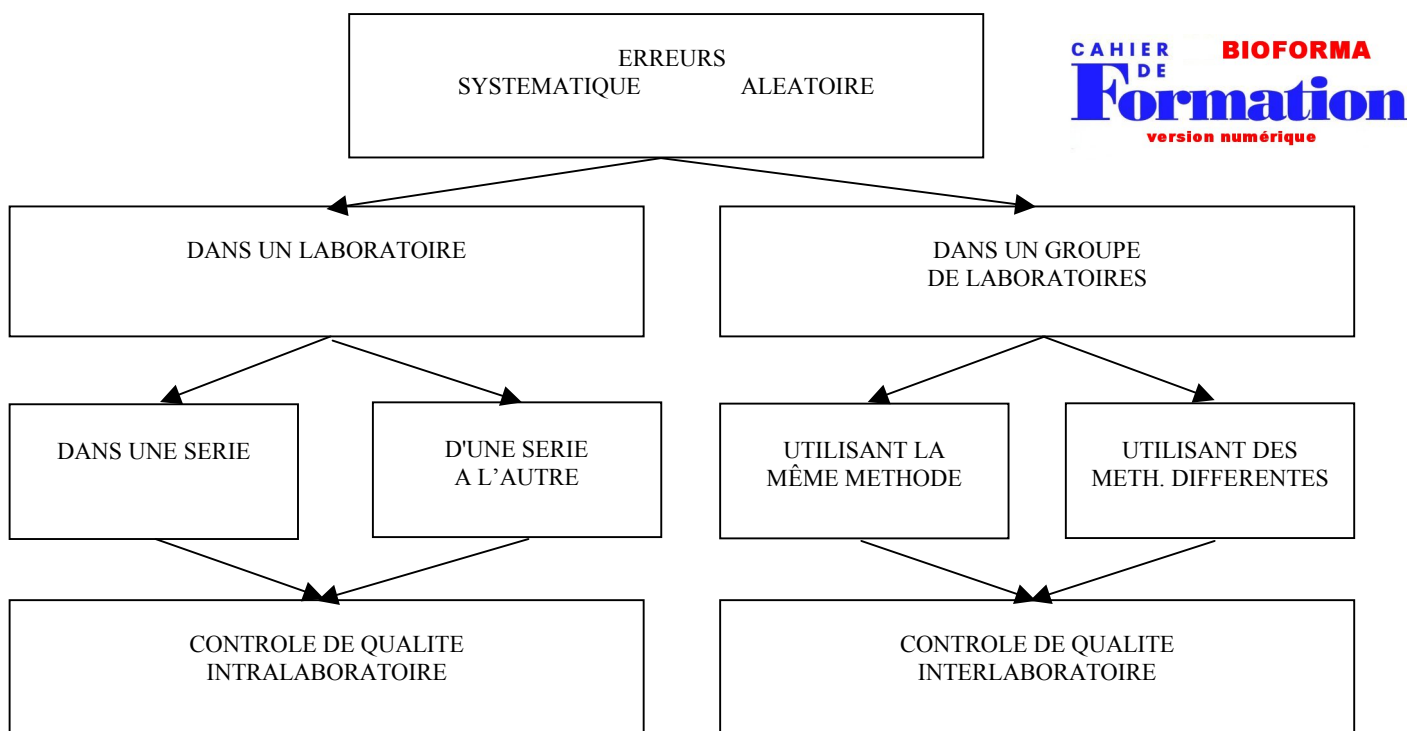 ERREURS
SYSTEMATIQUE ALEATOIRE
CAHIER BIOFORMA
DE
Formation
version numérique
DANS UN LABORATOIRE
DANS UN GROUPE
DE LABORATOIRES
DANS UNE SERIE
D'UNE SERIE
A L’AUTRE
UTILISANT LA
MÊME METHODE
UTILISANT DES
METH. DIFFERENTES
CONTROLE DE QUALITE
INTRALABORATOIRE
CONTROLE DE QUALITE
INTERLABORATOIRE